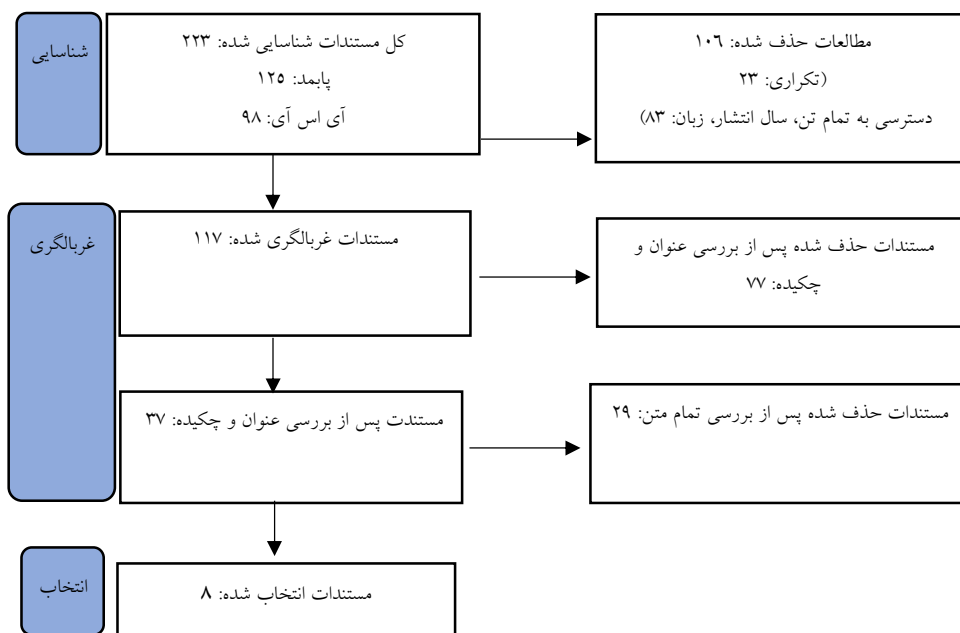 شناسایی
کل مستندات شناسایی شده: ۲۲۳
پابمد: ۱۲۵
آی اس آی: ۹۸
مطالعات حذف شده: ۱۰۶
(تکراری: ۲۳
دسترسی به تمام تن، سال انتشار، زبان: ۸۳)
غربالگری
مستندات غربالگری شده: ۱۱۷
مستندات حذف شده پس از بررسی عنوان و
چکیده: ۷۷
مستندت پس از بررسی عنوان و چکیده: ۳۷
مستندات حذف شده پس از بررسی تمام متن: ۲۹
انتخاب
مستندات انتخاب شده: ۸